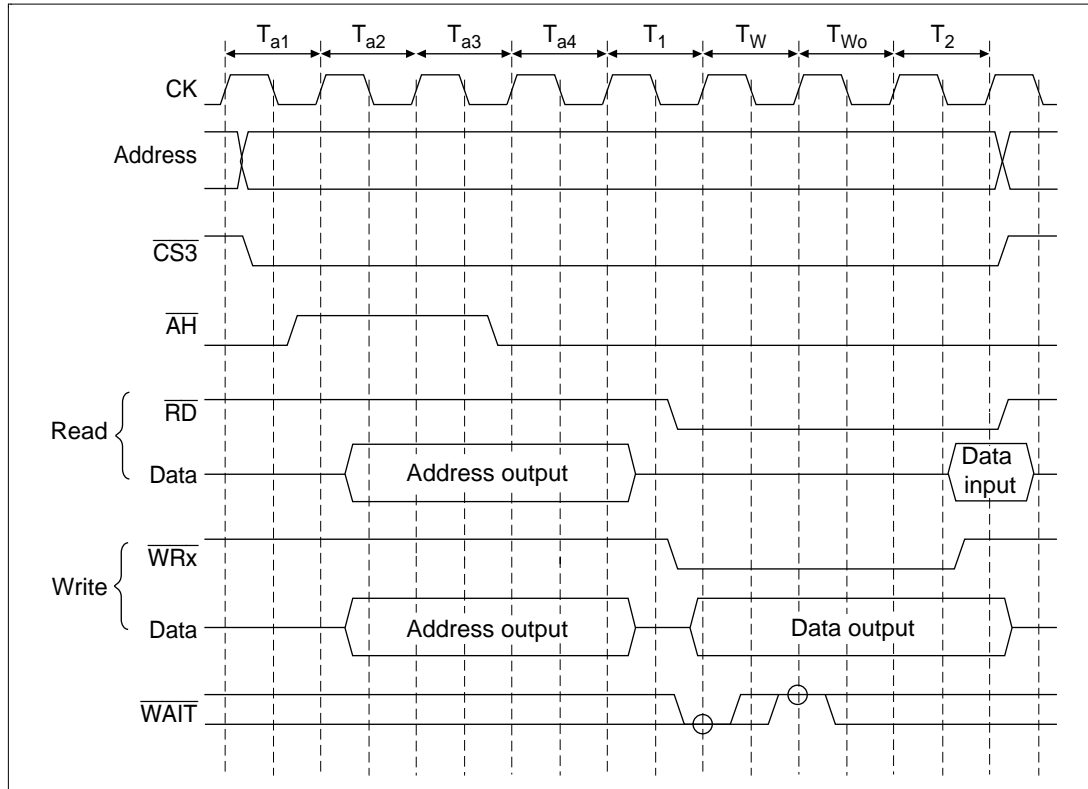 Ta1 Ta2 Ta3 Ta4 T1 TW TWo T2
CK
Address
CS3
AH
Read
RD
Data Address output Data
input
Write
WRx
Data Address output Data output
WAIT